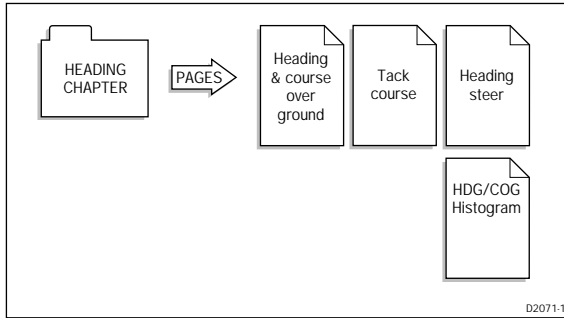 HEADING
CHAPTER
PAGES
Heading
& course
over
ground
Tack
course
Heading
steer
HDG/COG
Histogram
D2071-1